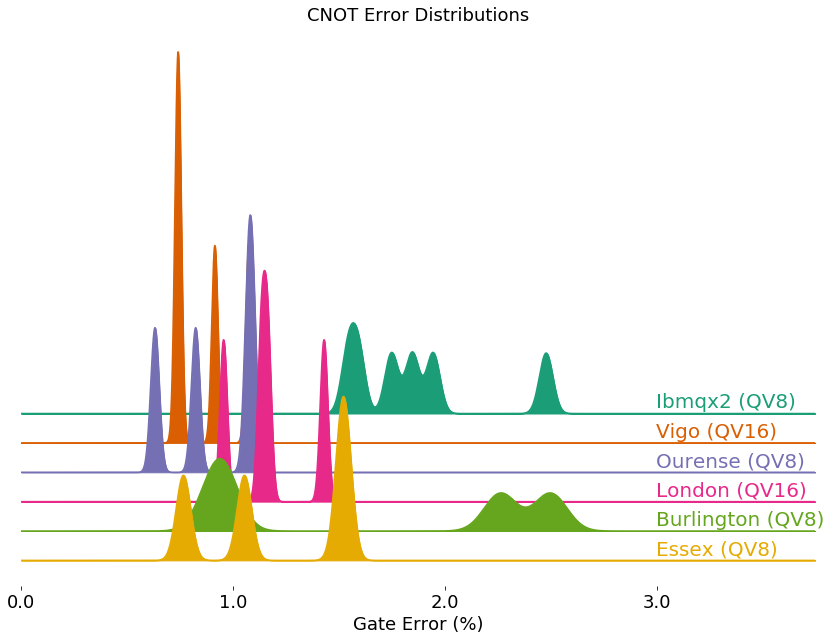 CNOT Error Distributions
Ibmqx2 (QV8)
Vigo (QV16)
Ourense (QV8)
London (QV16)
Burlington (QV8)
Essex (QV8)
0.0 1.0 2.0 3.0
Gate Error (%)